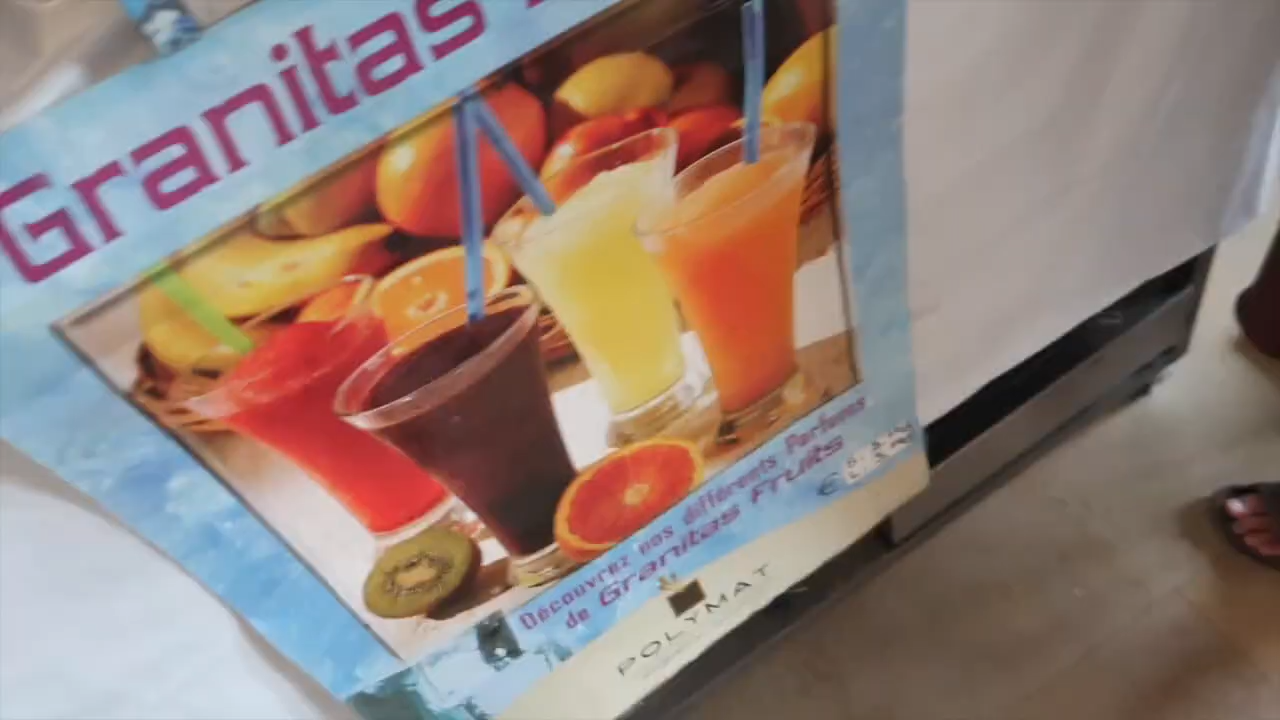 Granitas
Découvrez nos différents Parfums
de Granitas Fruits
POLYMAT